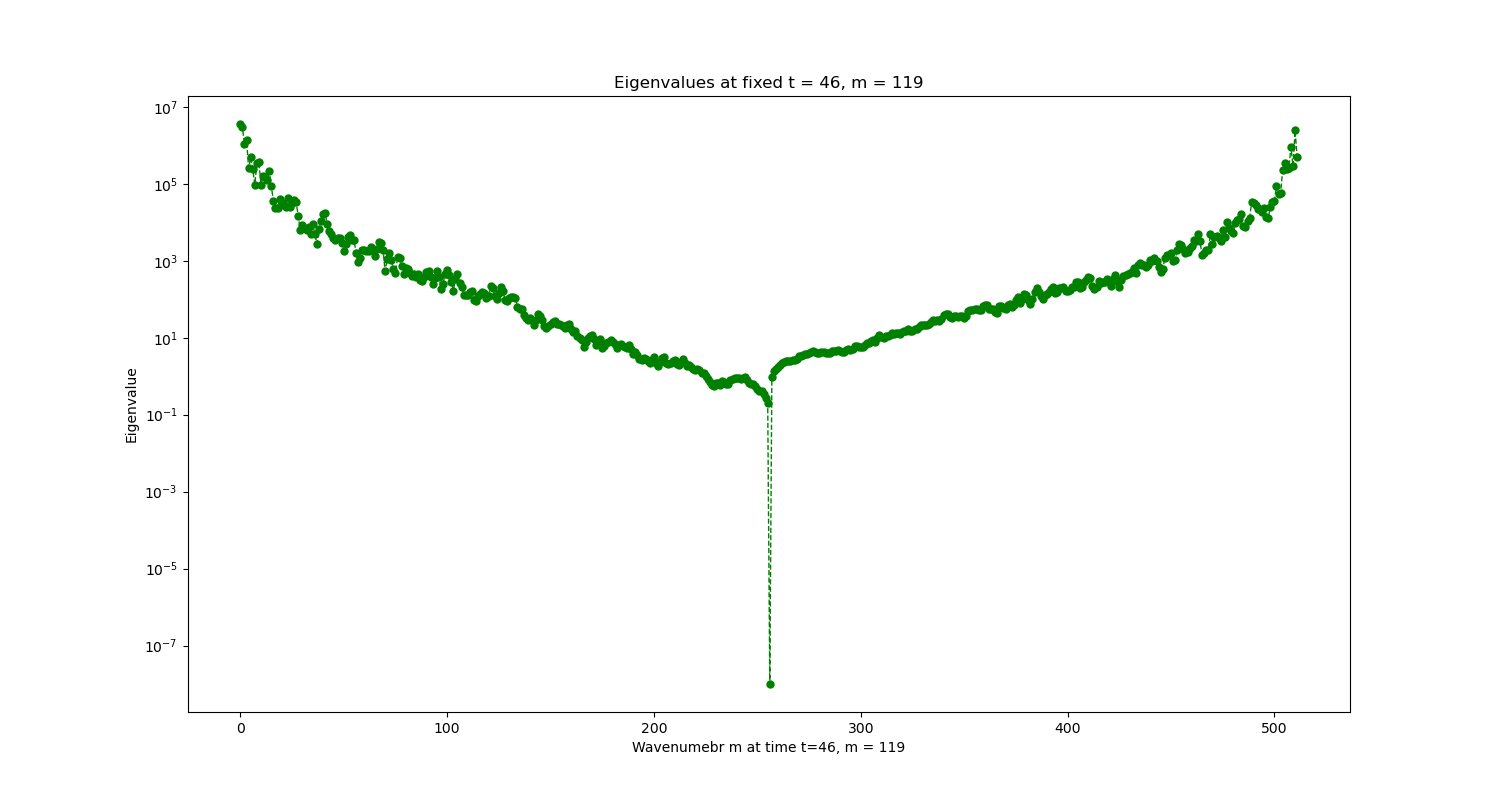 Eigenvalues at fixed t = 46, m = 119
10^7
10^5
10^3
10^1
10^-1
10^-3
10^-5
10^-7
Eigenvalue
0 100 200 300 400 500
Wavenumebr m at time t=46, m = 119